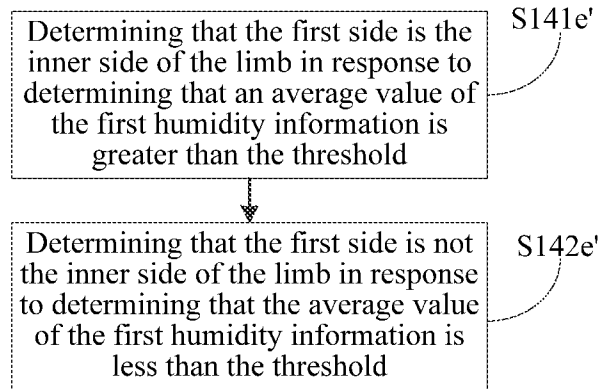 Determining that the first side is the
inner side of the limb in response to
determining that an average value of
the first humidity information is
greater than the threshold
S141e'
Determining that the first side is not
the inner side of the limb in response
to determining that the average value
of the first humidity information is
less than the threshold
S142e'